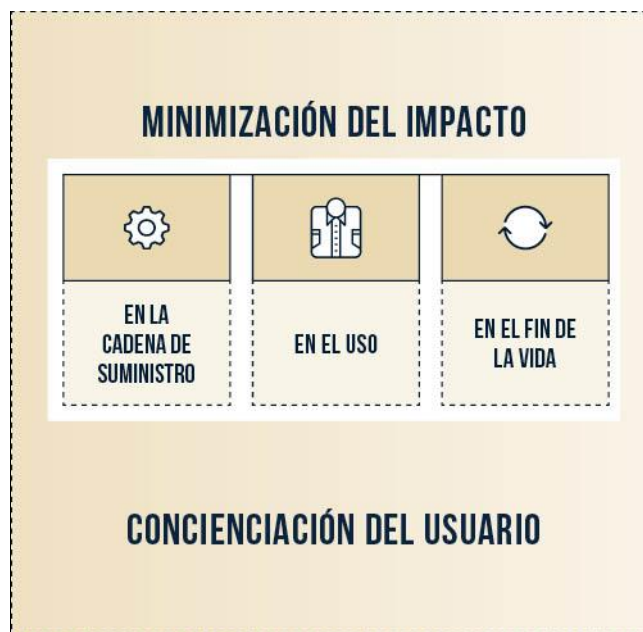 MINIMIZACIÓN DEL IMPACTO
EN LA
CADENA DE
SUMINISTRO
EN EL USO
EN EL FIN DE
LA VIDA
CONCIENCIACIÓN DEL USUARIO